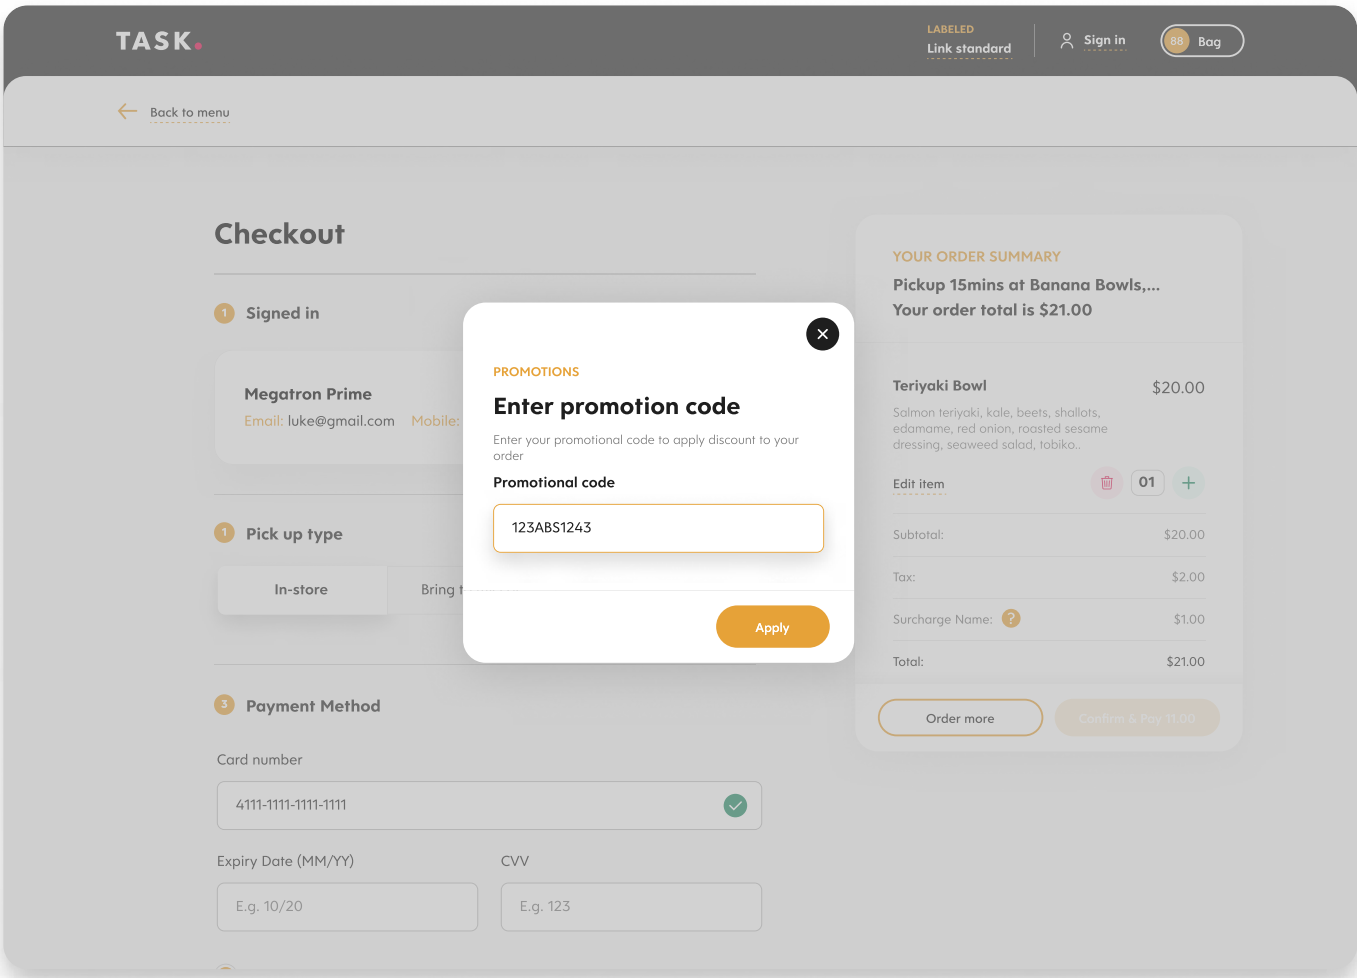 TASK.
LABELED
Link standard
Sign in
88
Bag
Back to menu
Checkout
1
Signed in
Megatron Prime
Email: luke@gmail.com Mobile:
1
Pick up type
In-store
Bring t
3
Payment Method
Card number
4111-1111-1111-1111
Expiry Date (MM/YY)
CVV
E.g. 10/20
E.g. 123
PROMOTIONS
Enter promotion code
Enter your promotional code to apply discount to your
order
Promotional code
123ABS1243
Apply
YOUR ORDER SUMMARY
Pickup 15mins at Banana Bowls,...
Your order total is $21.00
Teriyaki Bowl
$20.00
Salmon teriyaki, kale, beets, shallots,
edamame, red onion, roasted sesame
dressing, seaweed salad, tobiko..
Edit item
01
Subtotal:
$20.00
Tax:
$2.00
Surcharge Name: ?
$1.00
Total:
$21.00
Order more
Confirm & Pay 11.00